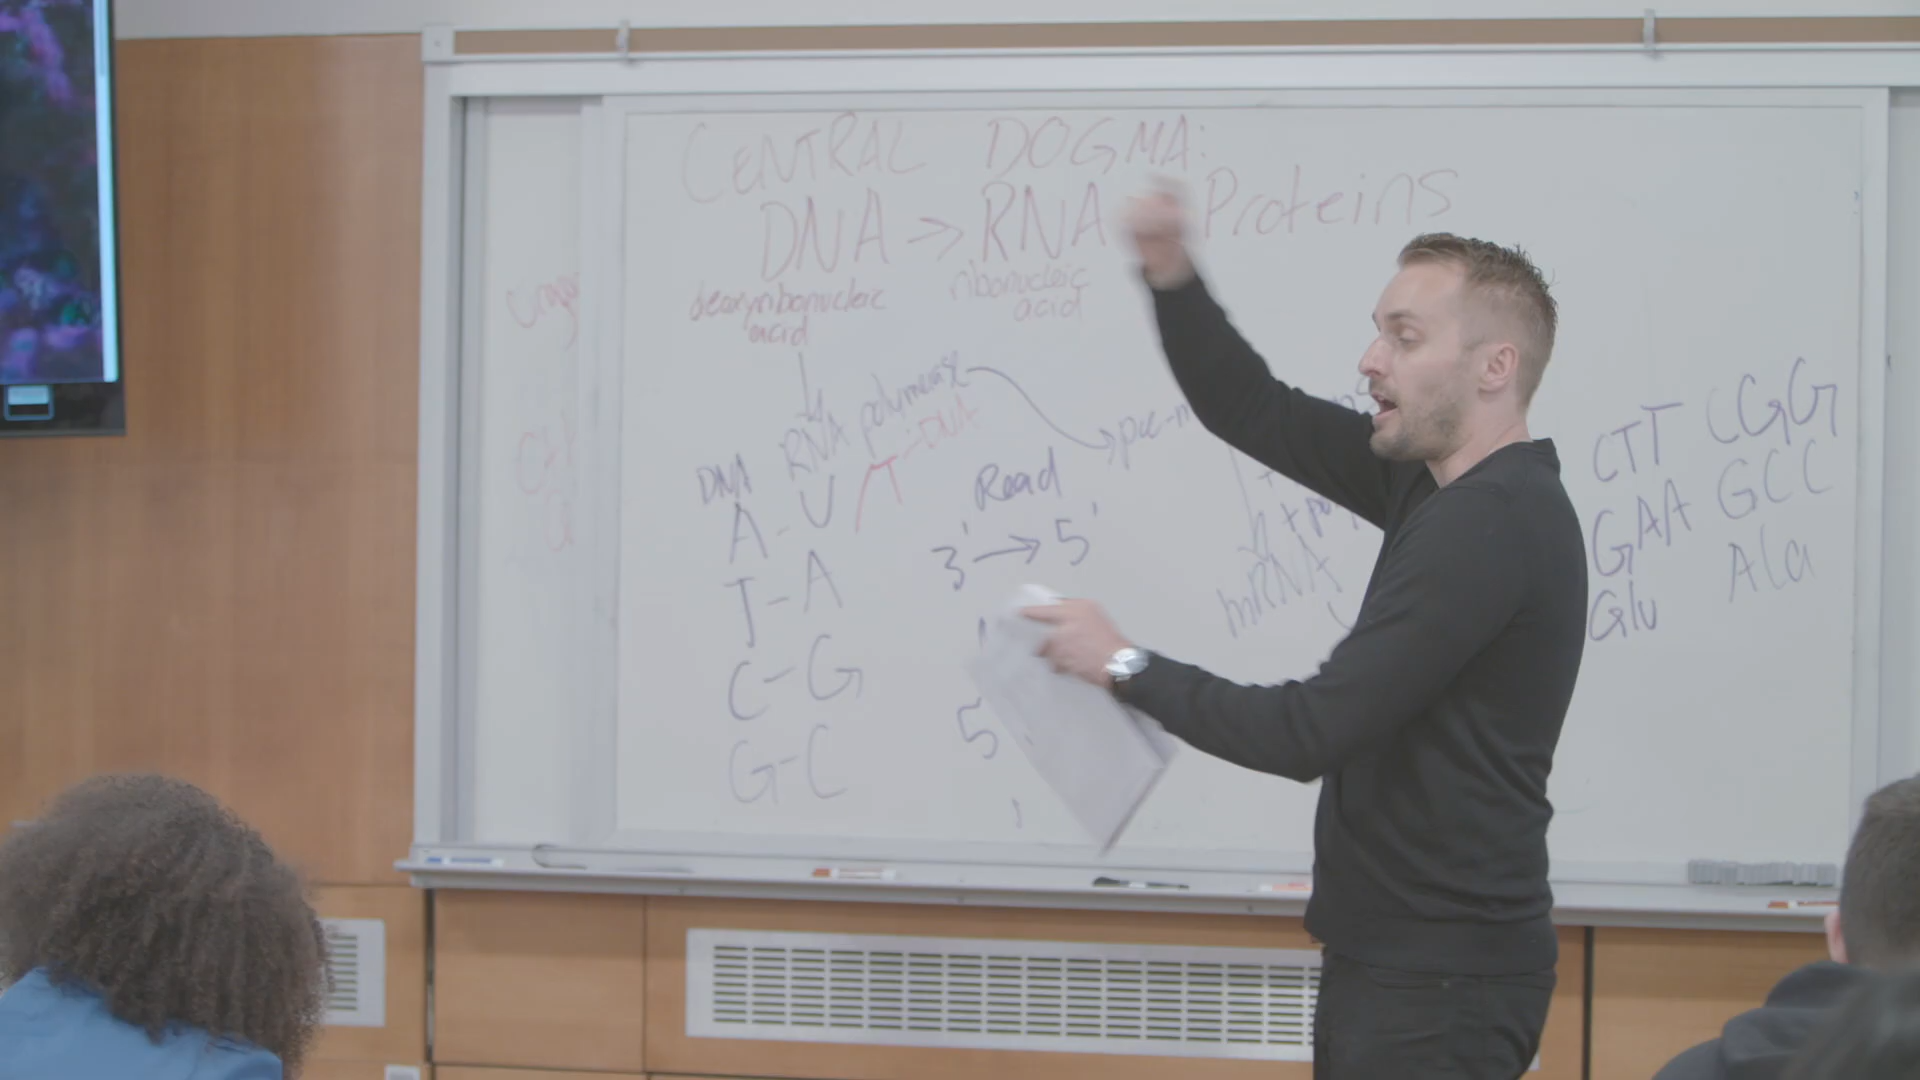 CENTRAL DOGMA:
DNA → RNA Proteins
deoxyribonucleic acid
ribonucleic acid
RNA polymerase
DNA
T - DNA
A - U
T - A
C - G
G - C
Read
3' → 5'
5
mRNA
CTT CGG
GAA GCC
Glu Ala